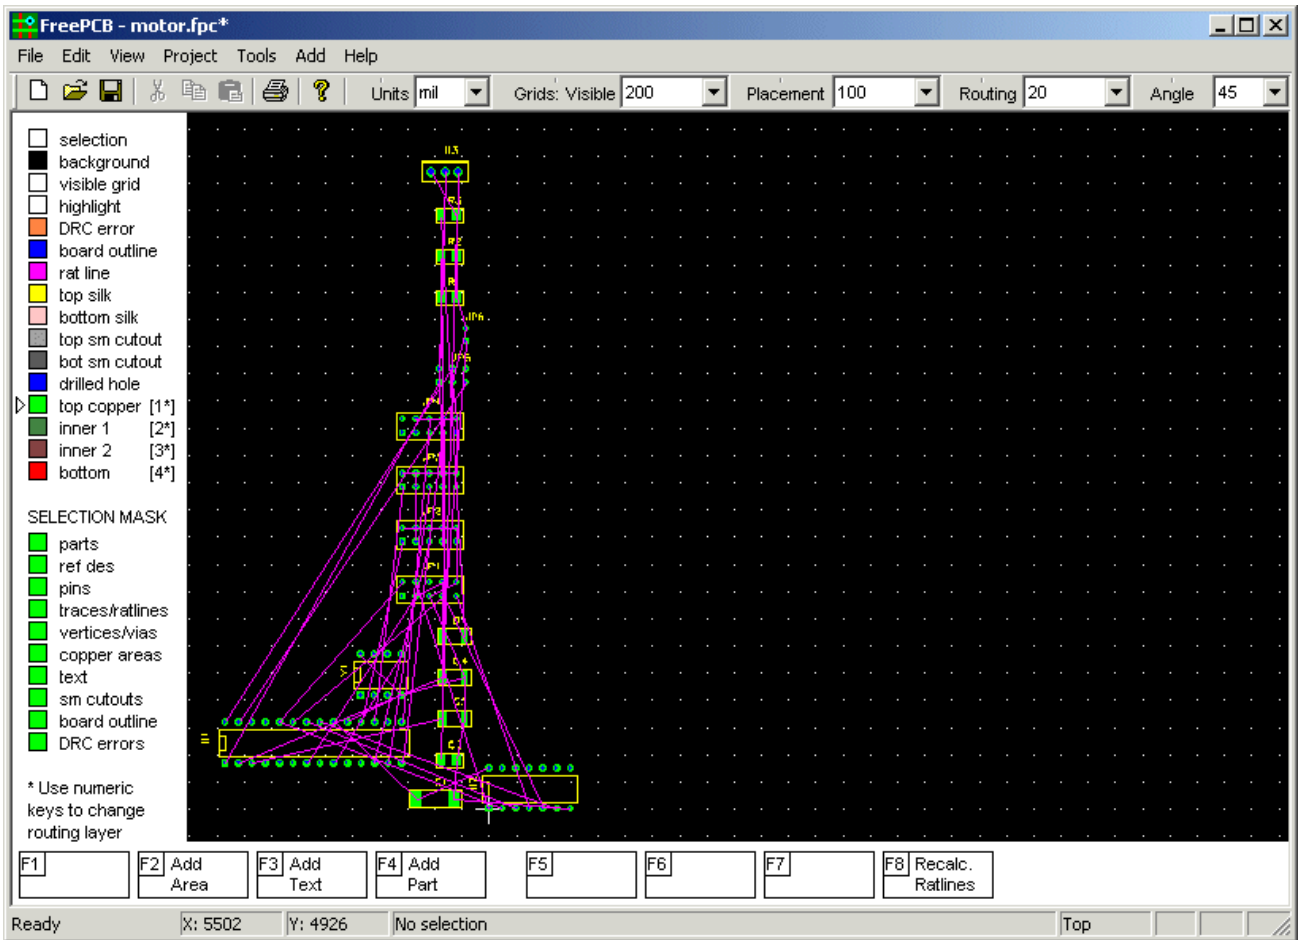 FreePCB - motor.fpc*
File Edit View Project Tools Add Help
Units mil Grids: Visible 200 Placement 100 Routing 20 Angle 45
selection
background
visible grid
highlight
DRC error
board outline
rat line
top silk
bottom silk
top sm cutout
bot sm cutout
drilled hole
top copper [1*]
inner 1 [2*]
inner 2 [3*]
bottom [4*]
SELECTION MASK
parts
ref des
pins
traces/ratlines
vertices/vias
copper areas
text
sm cutouts
board outline
DRC errors
* Use numeric
keys to change
routing layer
JP6
Y1
F1
F2 Add Area
F3 Add Text
F4 Add Part
F5
F6
F7
F8 Recalc. Ratlines
Ready X: 5502 Y: 4926 No selection Top